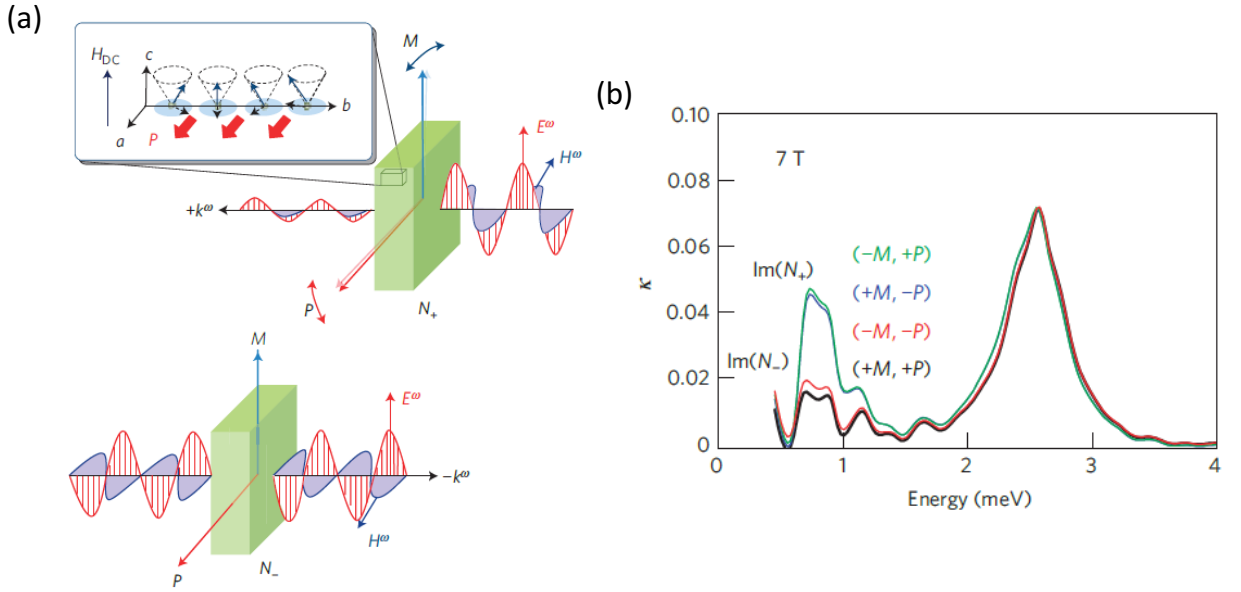 (a)
H_DC
c
b
a
P
M
E^ω
H^ω
+k^ω
P
N₊
M
E^ω
−k^ω
H^ω
P
N₋
(b)
0.10
7 T
0.08
0.06
0.04
0.02
0
κ
Im(N₊)
(−M, +P)
(+M, −P)
(−M, −P)
Im(N₋)
(+M, +P)
0 1 2 3 4
Energy (meV)